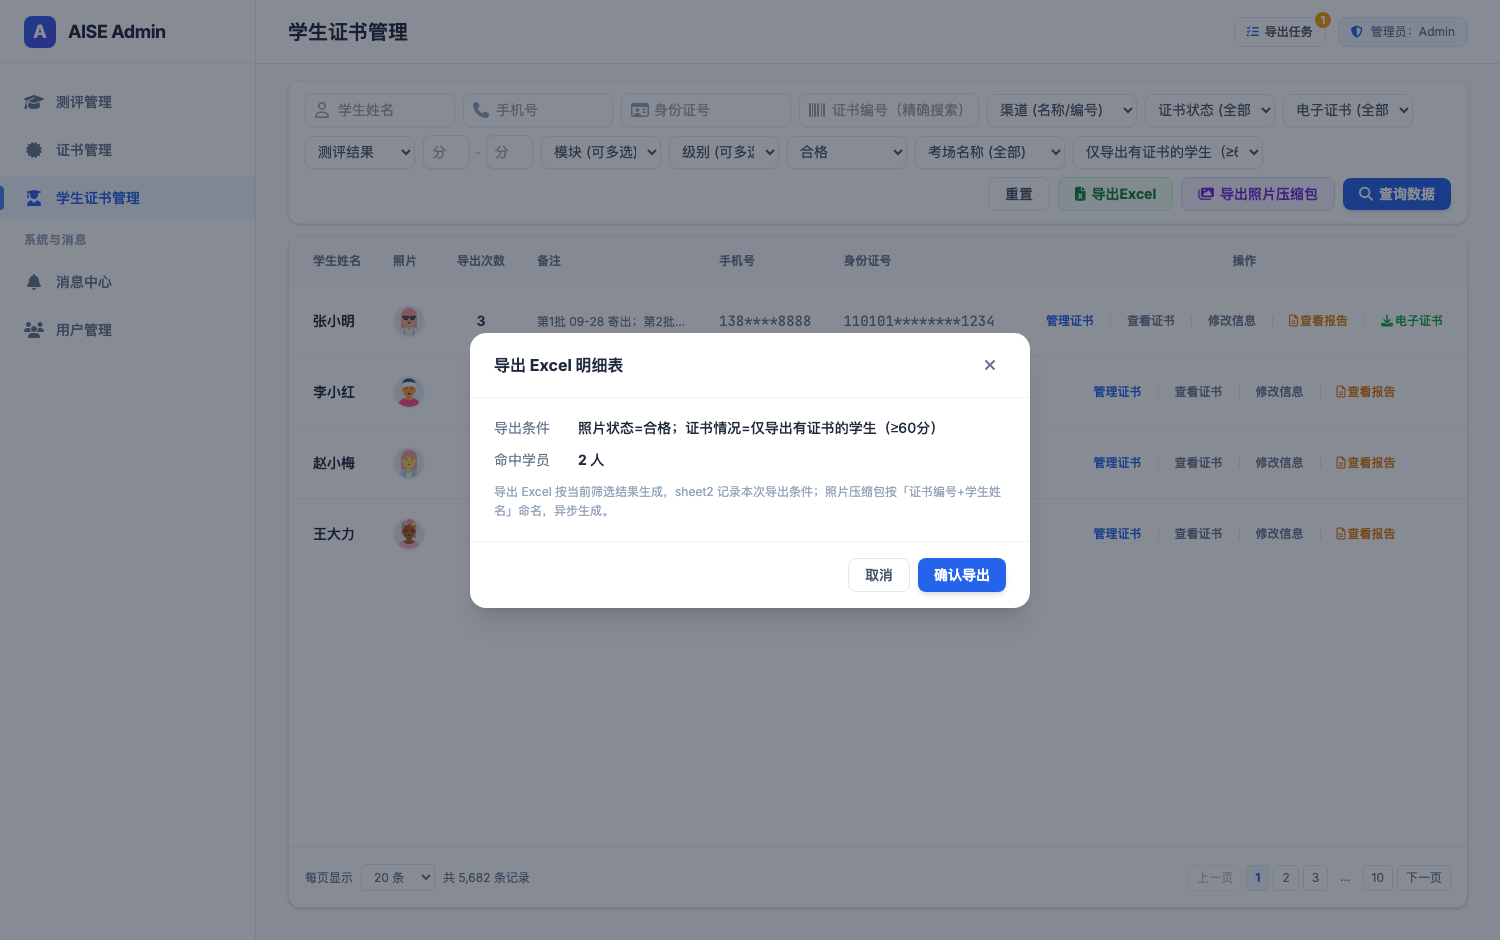 A AISE Admin
测评管理
证书管理
学生证书管理
系统与消息
消息中心
用户管理
学生证书管理
导出任务 1
管理员：Admin
学生姓名 手机号 身份证号 证书编号（精确搜索） 渠道 (名称/编号) 证书状态 (全部 电子证书 (全部
测评结果 分 - 分 模块 (可多选) 级别 (可多选 合格 考场名称 (全部) 仅导出有证书的学生（≥6
重置 导出Excel 导出照片压缩包 查询数据
学生姓名 照片 导出次数 备注 手机号 身份证号 操作
张小明 3 第1批 09-28 寄出；第2批... 138****8888 110101********1234 管理证书 查看证书 修改信息 查看报告 电子证书
李小红 管理证书 查看证书 修改信息 查看报告
赵小梅 管理证书 查看证书 修改信息 查看报告
王大力 管理证书 查看证书 修改信息 查看报告
导出 Excel 明细表
导出条件 照片状态=合格；证书情况=仅导出有证书的学生（≥60分）
命中学员 2 人
导出 Excel 按当前筛选结果生成，sheet2 记录本次导出条件；照片压缩包按「证书编号+学生姓
名」命名，异步生成。
取消 确认导出
每页显示 20 条 共 5,682 条记录
上一页 1 2 3 ... 10 下一页